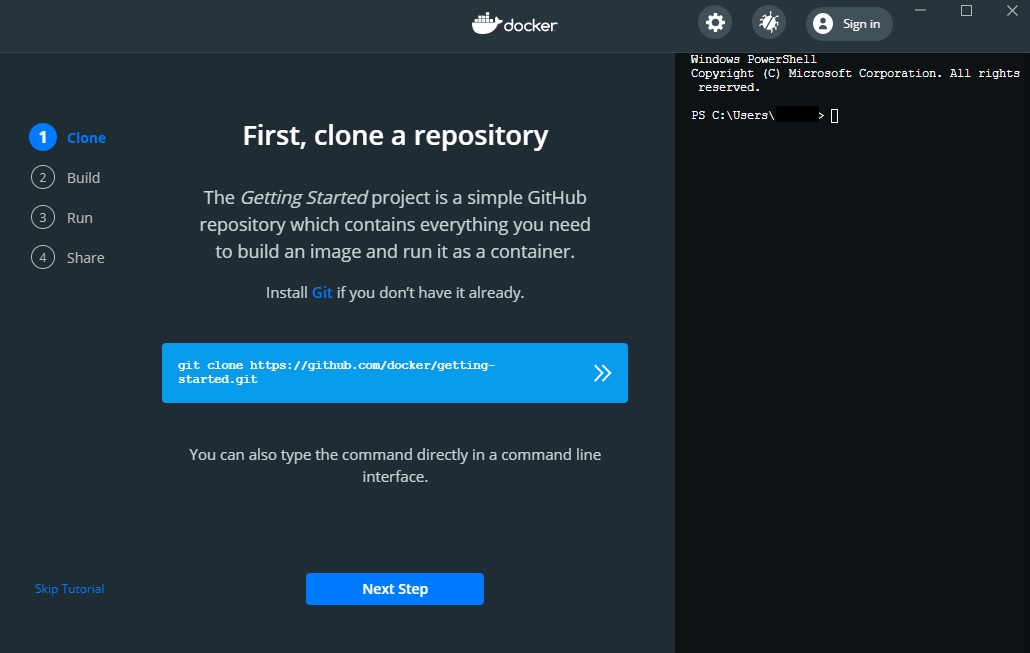 docker
Sign in
1 Clone
2 Build
3 Run
4 Share
First, clone a repository
The Getting Started project is a simple GitHub
repository which contains everything you need
to build an image and run it as a container.
Install Git if you don’t have it already.
git clone https://github.com/docker/getting-
started.git
You can also type the command directly in a command line
interface.
Skip Tutorial
Next Step
Windows PowerShell
Copyright (C) Microsoft Corporation. All rights
reserved.
PS C:\Users\ >